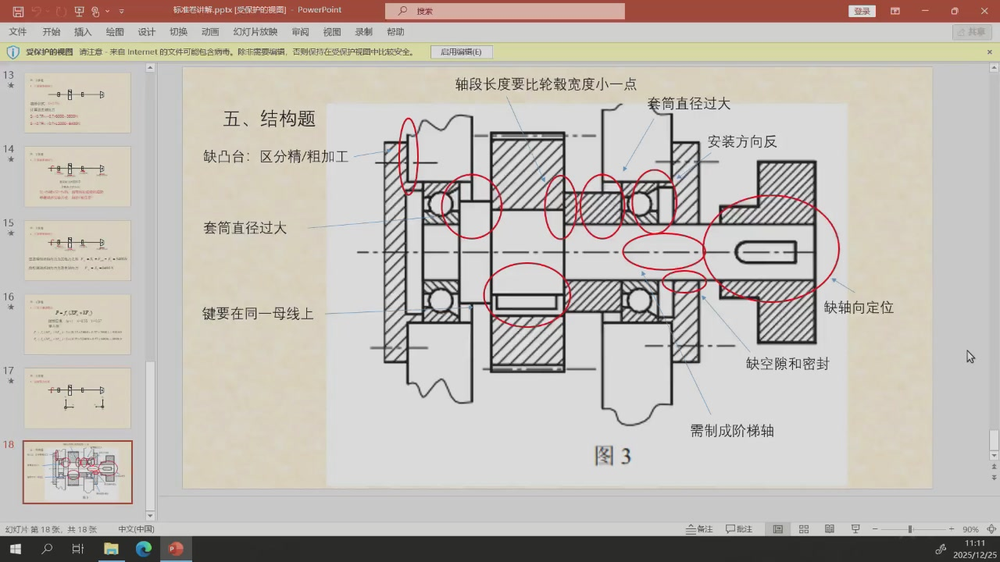 标准卷讲解.pptx [受保护的视图] - PowerPoint
搜索
登录
文件 开始 插入 绘图 设计 切换 动画 幻灯片放映 审阅 视图 录制 帮助
共享
受保护的视图 请注意 - 来自 Internet 的文件可能包含病毒。除非需要编辑，否则保持在受保护视图中比较安全。
启用编辑(E)
13
14
15
16
17
18
轴段长度要比轮毂宽度小一点
套筒直径过大
五、结构题
安装方向反
缺凸台：区分精/粗加工
套筒直径过大
键要在同一母线上
缺轴向定位
缺空隙和密封
需制成阶梯轴
图 3
幻灯片 第 18 张，共 18 张
中文(中国)
备注
批注
90%
11:11
2025/12/25